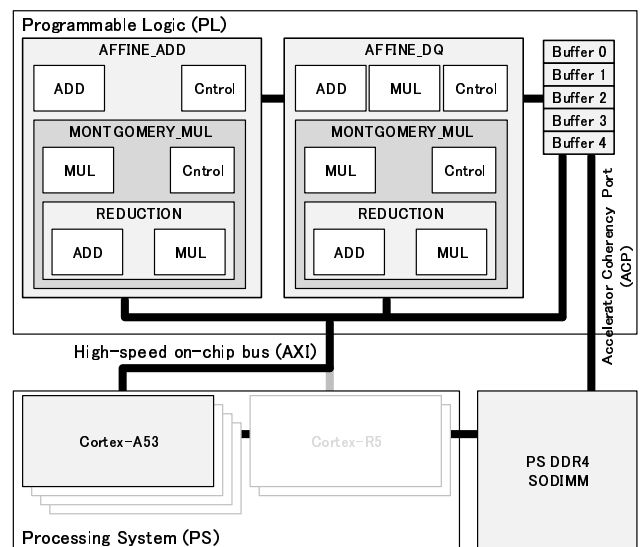 Programmable Logic (PL)
AFFINE_ADD
ADD
Cntrol
MONTGOMERY_MUL
MUL
Cntrol
REDUCTION
ADD
MUL
AFFINE_DQ
ADD
MUL
Cntrol
MONTGOMERY_MUL
MUL
Cntrol
REDUCTION
ADD
MUL
Buffer 0
Buffer 1
Buffer 2
Buffer 3
Buffer 4
Accelerator Coherency Port
(ACP)
High-speed on-chip bus (AXI)
Cortex-A53
Cortex-R5
PS DDR4
SODIMM
Processing System (PS)